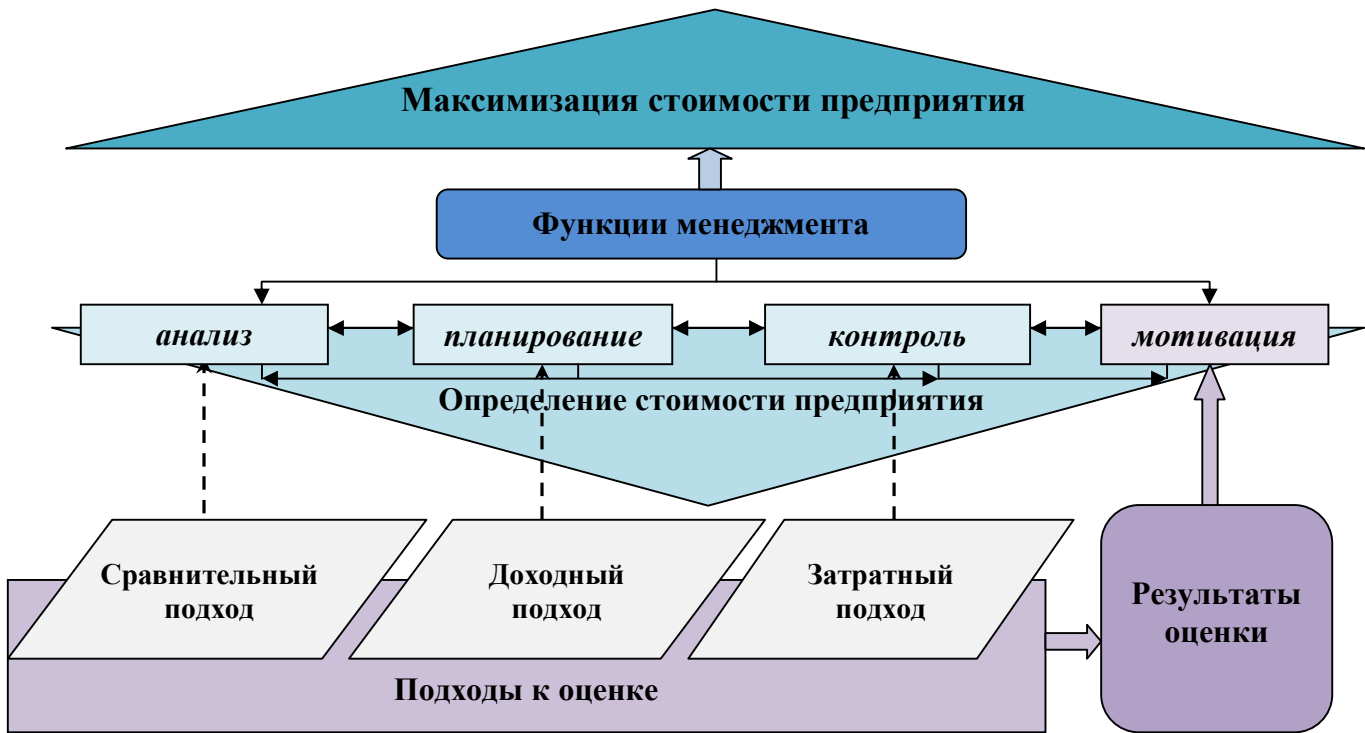 Максимизация стоимости предприятия
Функции менеджмента
анализ
планирование
контроль
мотивация
Определение стоимости предприятия
Сравнительный
подход
Доходный
подход
Затратный
подход
Результаты
оценки
Подходы к оценке